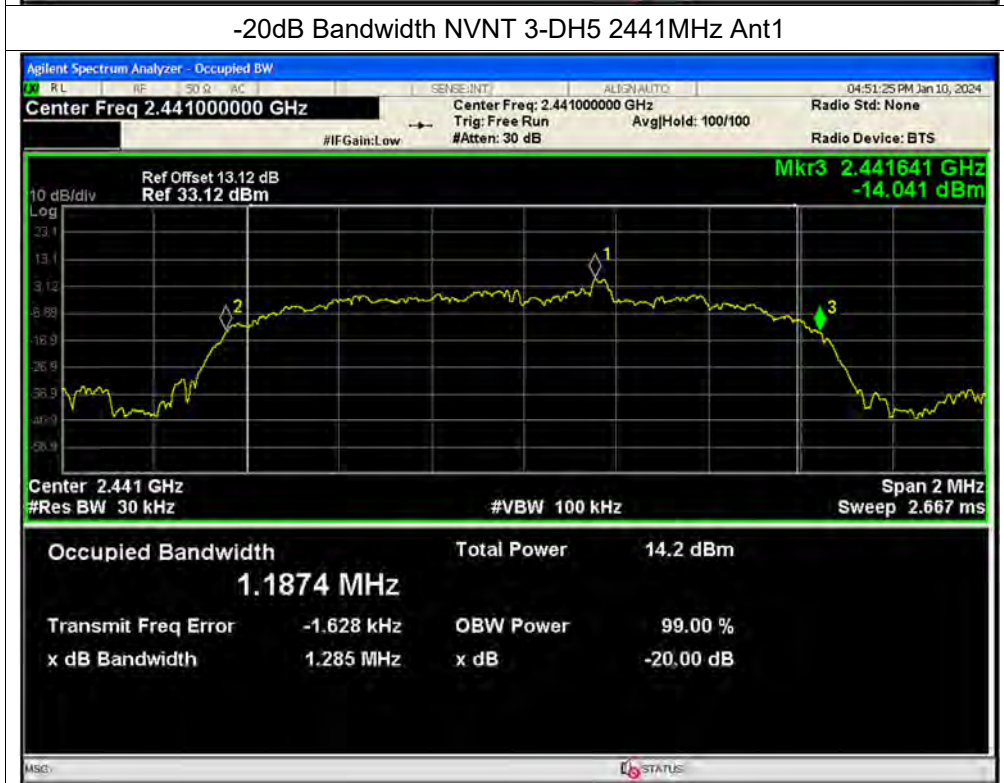 -20dB Bandwidth NVNT 3-DH5 2441MHz Ant1
Agilent Spectrum Analyzer - Occupied BW
RL RF 50 Ω AC SENSE:INT ALIGN AUTO 04:51:25 PM Jan 10, 2024
Center Freq 2.441000000 GHz
Center Freq: 2.441000000 GHz
Radio Std: None
Trig: Free Run
Avg|Hold: 100/100
#IFGain:Low
#Atten: 30 dB
Radio Device: BTS
Mkr3 2.441641 GHz
-14.041 dBm
Ref Offset 13.12 dB
10 dB/div Ref 33.12 dBm
Log
23.1
13.1
3.12
-6.88
-16.9
-26.9
-36.9
-46.9
-56.9
1
2
3
Center 2.441 GHz
Span 2 MHz
#Res BW 30 kHz
#VBW 100 kHz
Sweep 2.667 ms
Occupied Bandwidth
Total Power 14.2 dBm
1.1874 MHz
Transmit Freq Error -1.628 kHz OBW Power 99.00 %
x dB Bandwidth 1.285 MHz x dB -20.00 dB
MSG STATUS